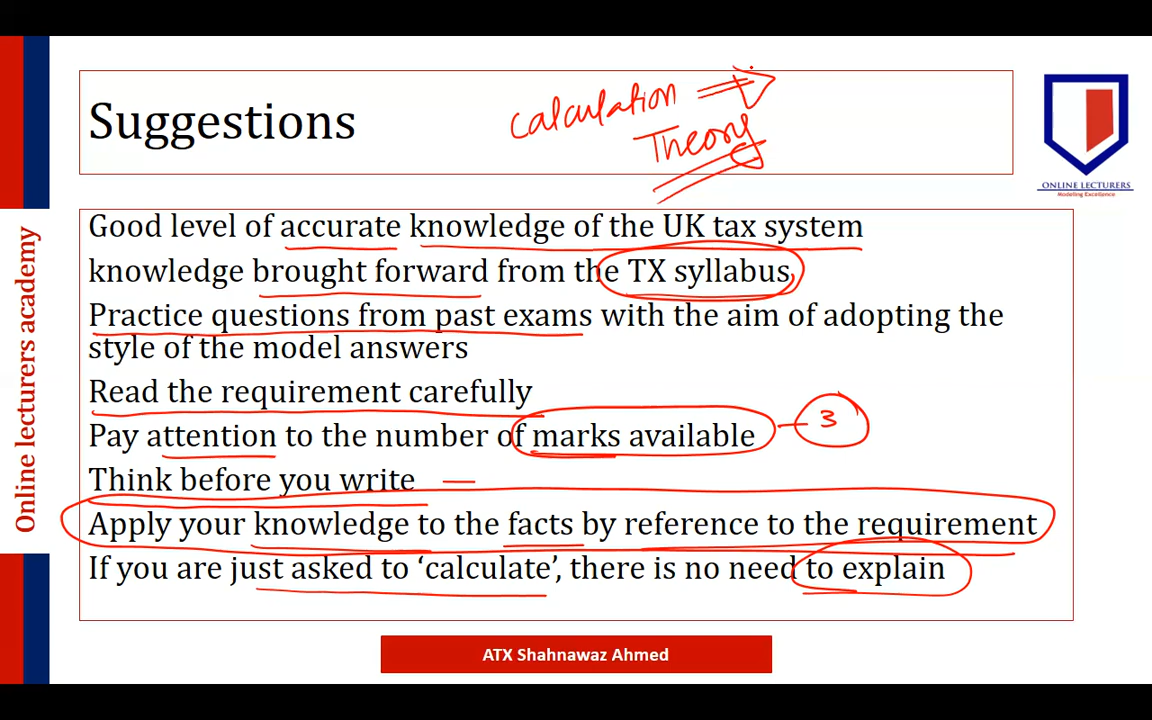 Suggestions
Calculation
Theory
ONLINE LECTURERS
Modeling Excellence
Online lecturers academy
Good level of accurate knowledge of the UK tax system
knowledge brought forward from the TX syllabus
Practice questions from past exams with the aim of adopting the
style of the model answers
Read the requirement carefully
Pay attention to the number of marks available
3
Think before you write
Apply your knowledge to the facts by reference to the requirement
If you are just asked to ‘calculate’, there is no need to explain
ATX Shahnawaz Ahmed